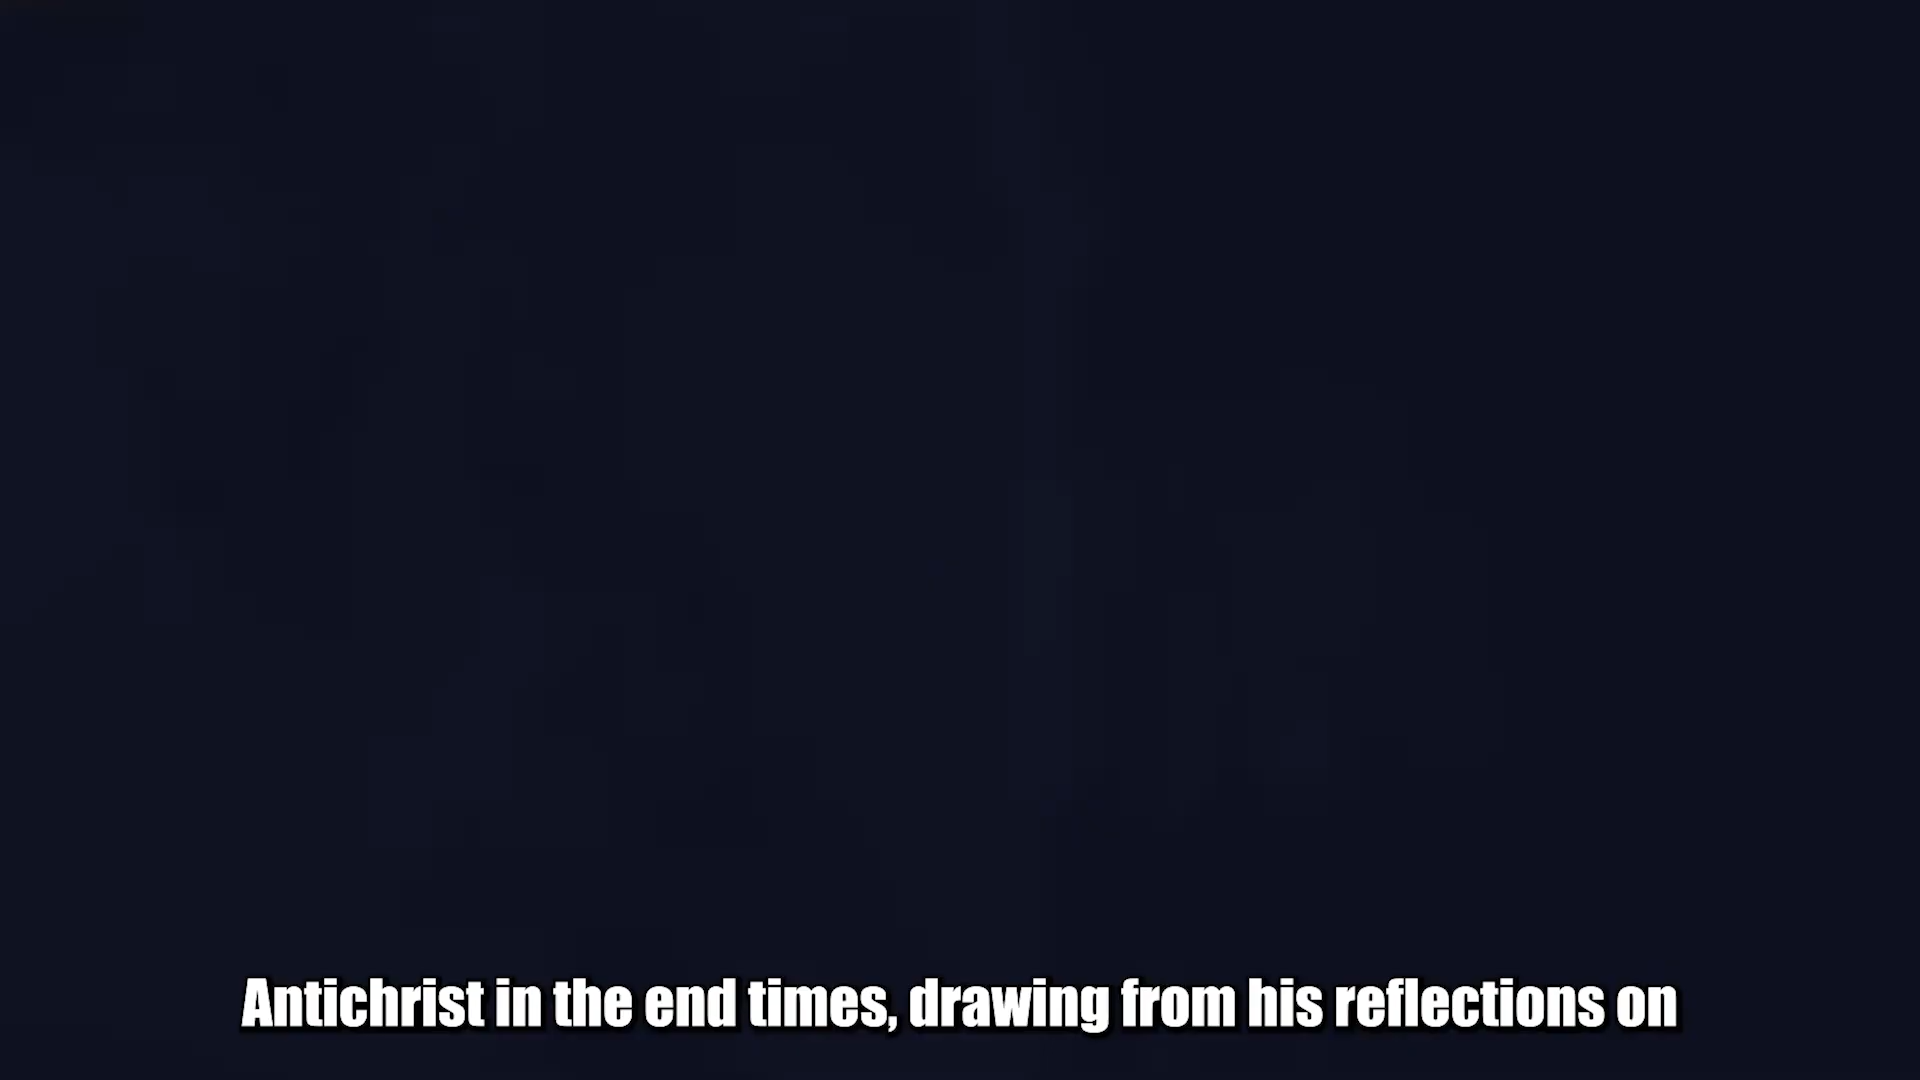 Antichrist in the end times, drawing from his reflections on